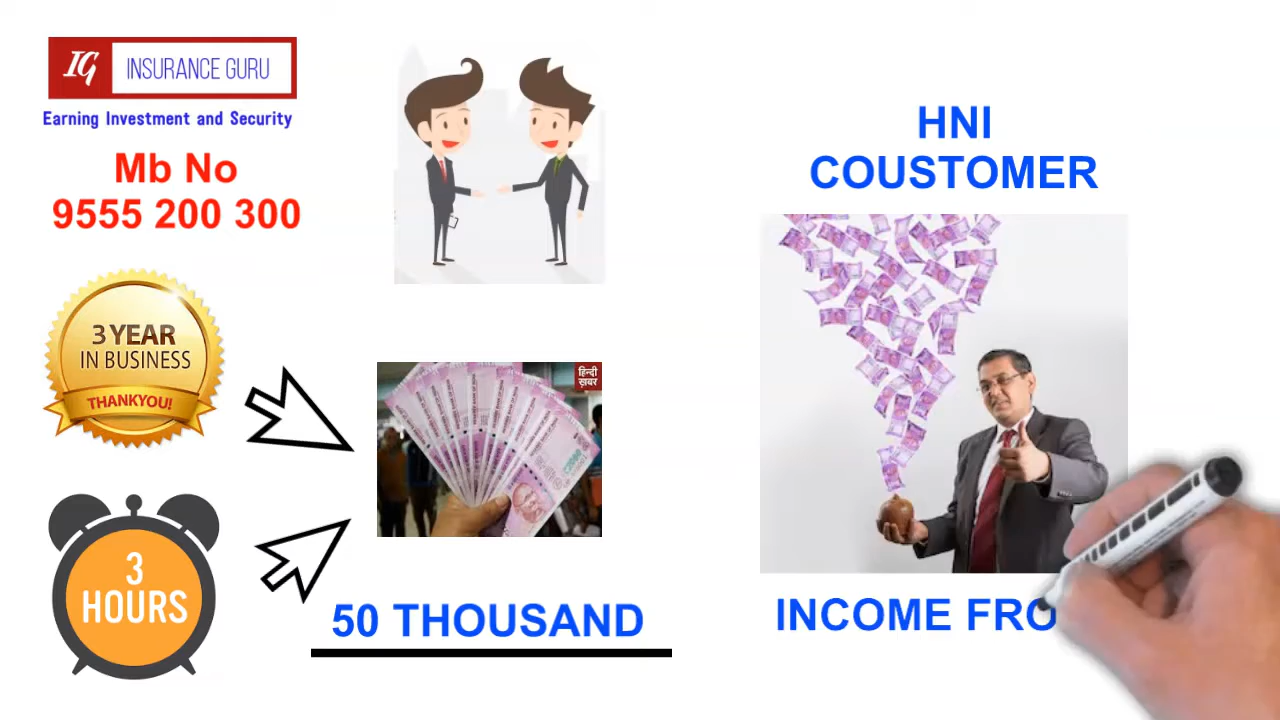 IG
INSURANCE GURU
Earning Investment and Security
Mb No
9555 200 300
3 YEAR
IN BUSINESS
THANKYOU!
3
HOURS
हिन्दी
ख़बर
50 THOUSAND
HNI
COUSTOMER
INCOME FRO